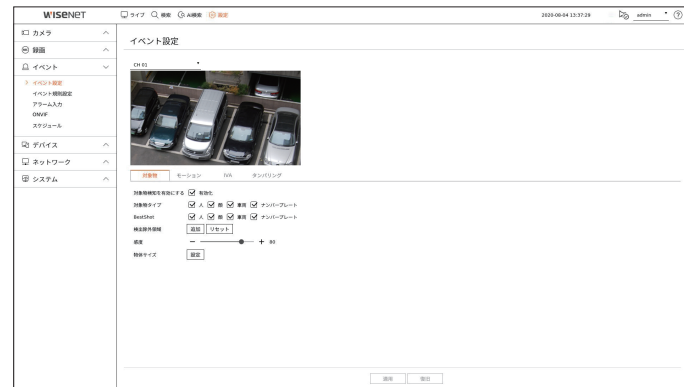 WISENET
ライブ 検索 AI検索 設定 2020-08-04 13:37:29 admin
カメラ
録画
イベント
イベント設定
イベント規則設定
アラーム入力
ONVIF
スケジュール
デバイス
ネットワーク
システム
イベント設定
CH 01
対象物 モーション IVA タンパリング
対象物検知を有効にする 有効化
対象物タイプ 人 顔 車両 ナンバープレート
BestShot 人 顔 車両 ナンバープレート
検出除外領域 追加 リセット
感度 80
物体サイズ 設定
適用 復旧